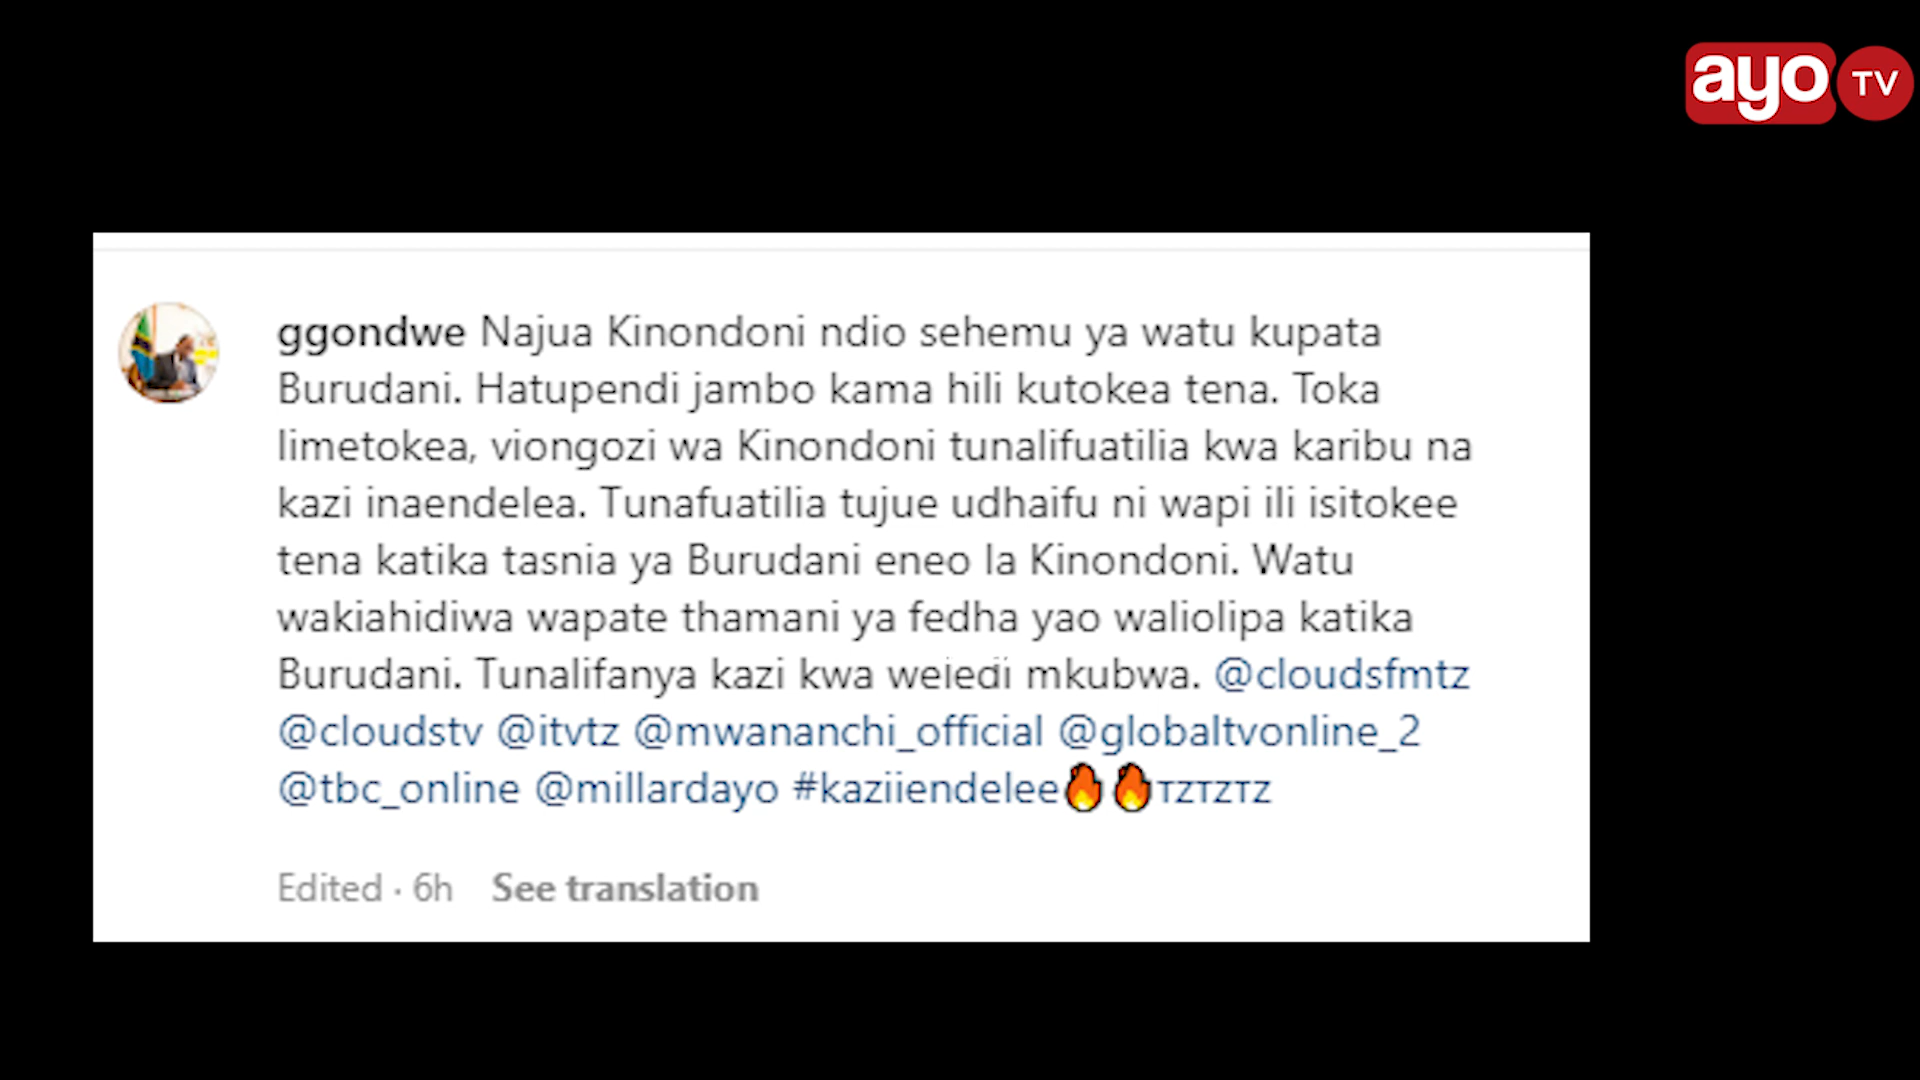 ayo TV
ggondwe Najua Kinondoni ndio sehemu ya watu kupata
Burudani. Hatupendi jambo kama hili kutokea tena. Toka
limetokea, viongozi wa Kinondoni tunalifuatilia kwa karibu na
kazi inaendelea. Tunafuatilia tujue udhaifu ni wapi ili isitokee
tena katika tasnia ya Burudani eneo la Kinondoni. Watu
wakiahidiwa wapate thamani ya fedha yao waliolipa katika
Burudani. Tunalifanya kazi kwa weledi mkubwa. @cloudsfmtz
@cloudstv @itvtz @mwananchi_official @globaltvonline_2
@tbc_online @millardayo #kaziiendelee🔥🔥TZTZTZ
Edited · 6h See translation